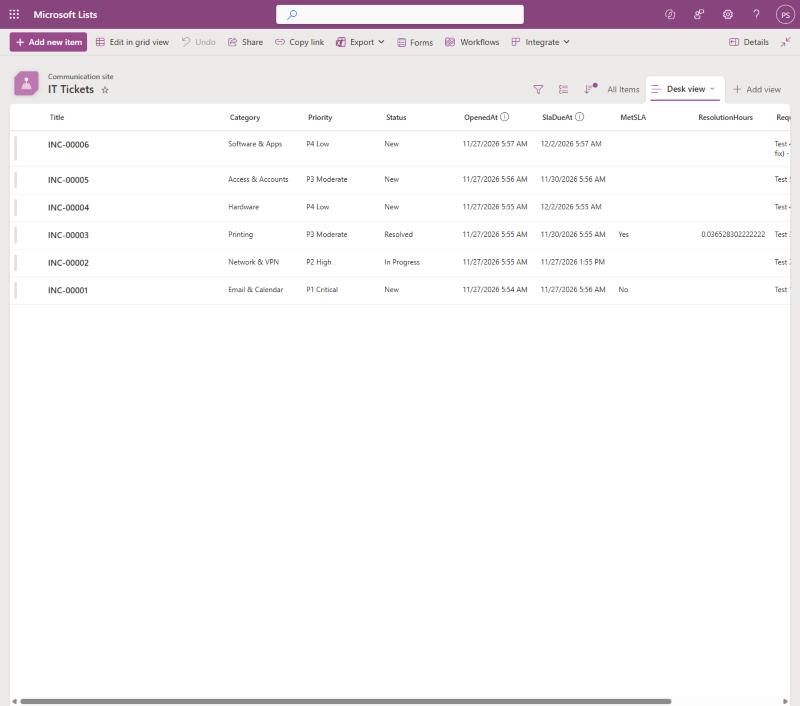 Microsoft Lists
PS
Add new item Edit in grid view Undo Share Copy link Export Forms Workflows Integrate Details
Communication site
IT Tickets
All Items Desk view Add view
Title Category Priority Status OpenedAt SlaDueAt MetSLA ResolutionHours
INC-00006 Software & Apps P4 Low New 11/27/2026 5:57 AM 12/2/2026 5:57 AM Test
fix) -
INC-00005 Access & Accounts P3 Moderate New 11/27/2026 5:56 AM 11/30/2026 5:56 AM Test
INC-00004 Hardware P4 Low New 11/27/2026 5:55 AM 12/2/2026 5:55 AM Test
INC-00003 Printing P3 Moderate Resolved 11/27/2026 5:55 AM 11/30/2026 5:55 AM Yes 0.036528302222222 Test
INC-00002 Network & VPN P2 High In Progress 11/27/2026 5:55 AM 11/27/2026 1:55 PM Test
INC-00001 Email & Calendar P1 Critical New 11/27/2026 5:54 AM 11/27/2026 5:56 AM No Test